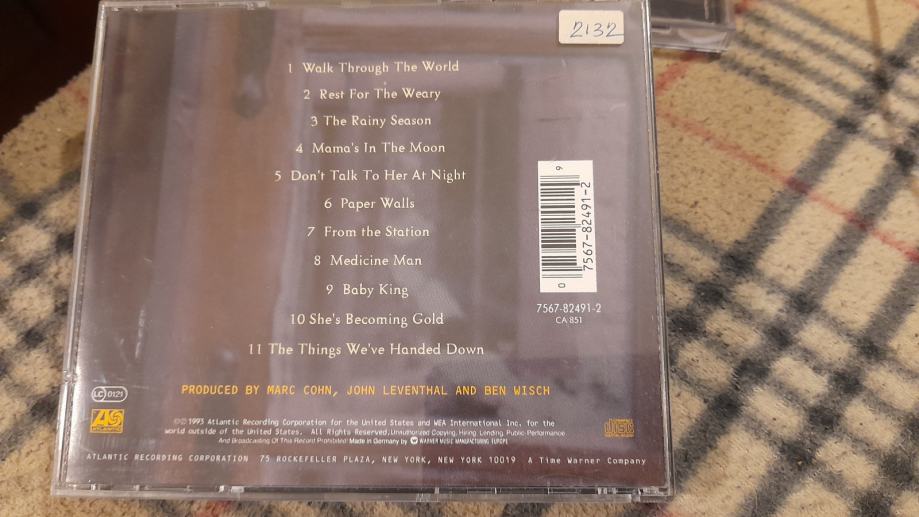 2132
1 Walk Through The World
2 Rest For The Weary
3 The Rainy Season
4 Mama's In The Moon
5 Don't Talk To Her At Night
6 Paper Walls
7 From the Station
8 Medicine Man
9 Baby King
10 She's Becoming Gold
11 The Things We've Handed Down
0 7567-82491-2 9
7567-82491-2
CA 851
PRODUCED BY MARC COHN, JOHN LEVENTHAL AND BEN WISCH
LC 0121
℗© 1993 Atlantic Recording Corporation for the United States and WEA International Inc. for the
world outside of the United States. All Rights Reserved. Unauthorized Copying, Hiring, Lending, Public Performance
And Broadcasting Of This Record Prohibited. Made in Germany by WARNER MUSIC MANUFACTURING EUROPE
ATLANTIC
disc
ATLANTIC RECORDING CORPORATION 75 ROCKEFELLER PLAZA, NEW YORK, NEW YORK 10019 A Time Warner Company